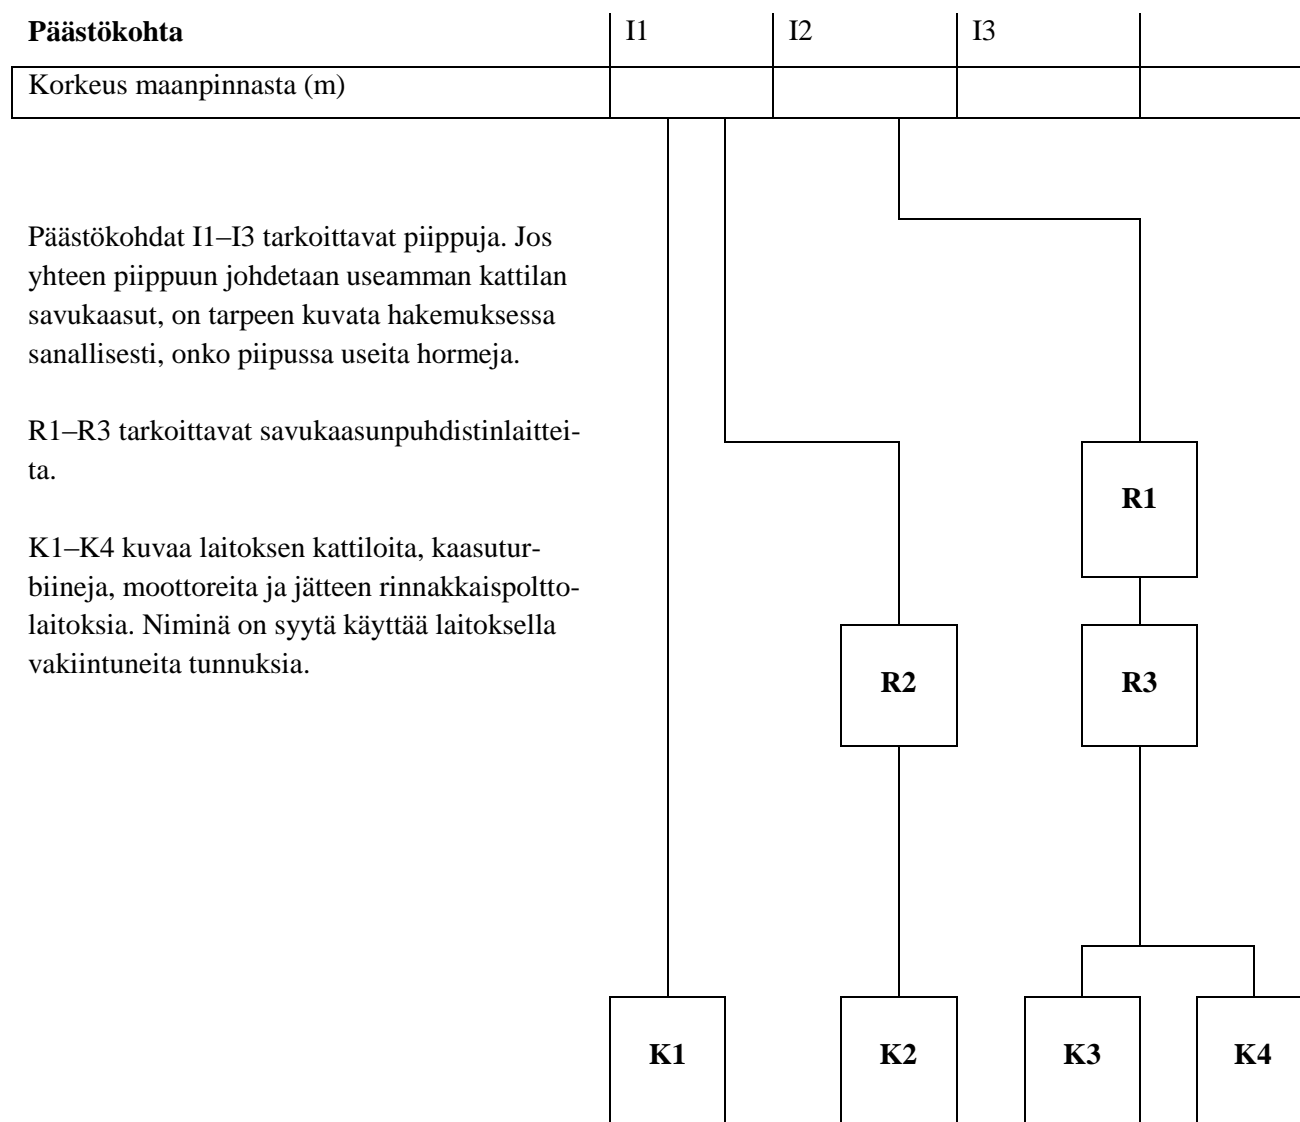 Päästökohta I1 I2 I3
Korkeus maanpinnasta (m)
Päästökohdat I1–I3 tarkoittavat piippuja. Jos
yhteen piippuun johdetaan useamman kattilan
savukaasut, on tarpeen kuvata hakemuksessa
sanallisesti, onko piipussa useita hormeja.
R1–R3 tarkoittavat savukaasunpuhdistinlaittei-
ta.
K1–K4 kuvaa laitoksen kattiloita, kaasutur-
biineja, moottoreita ja jätteen rinnakkaispoltto-
laitoksia. Niminä on syytä käyttää laitoksella
vakiintuneita tunnuksia.
R1
R2 R3
K1 K2 K3 K4